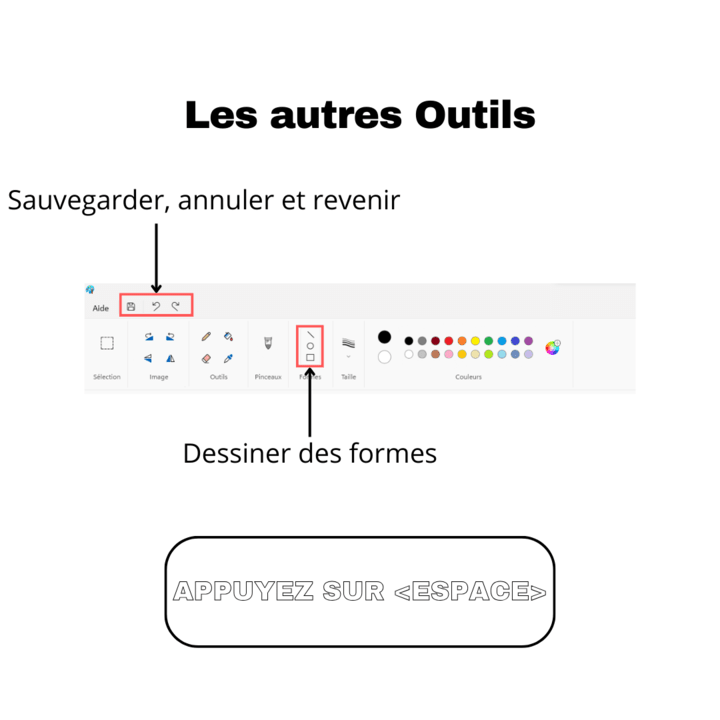 Les autres Outils
Sauvegarder, annuler et revenir
Aide
Sélection Image Outils Pinceaux Formes Taille Couleurs
Dessiner des formes
APPUYEZ SUR <ESPACE>